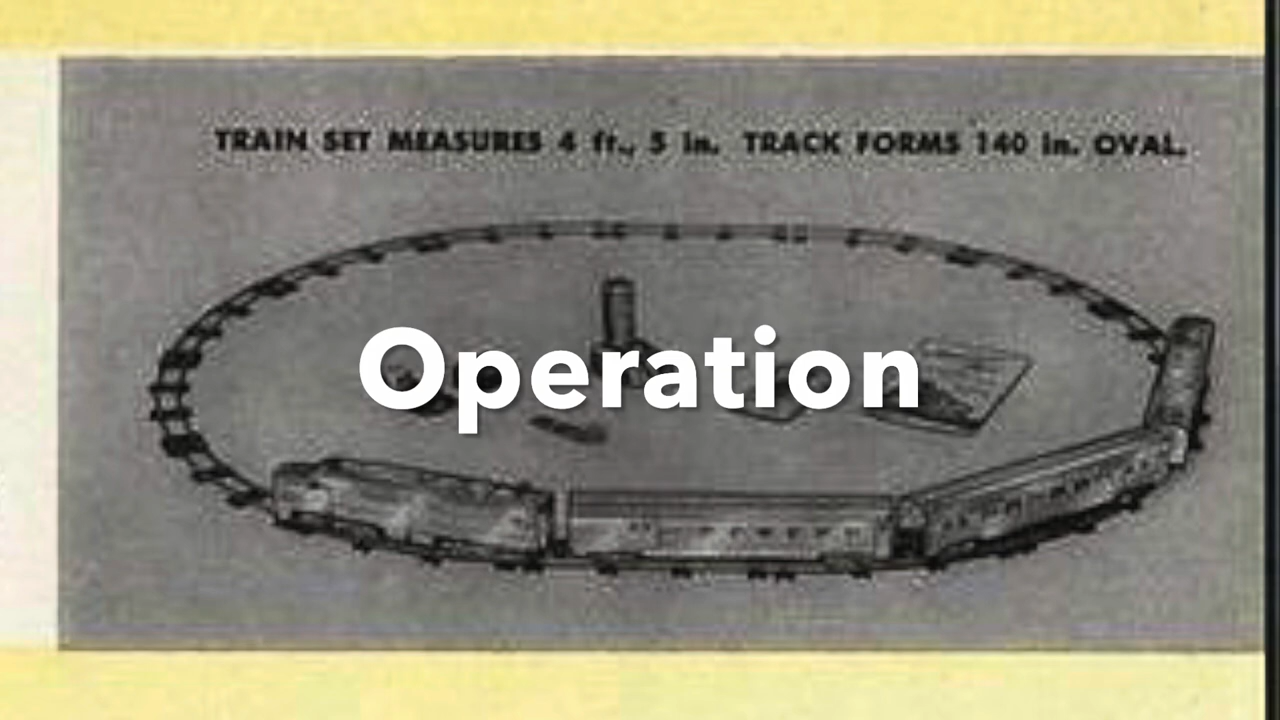 TRAIN SET MEASURES 4 ft., 5 in. TRACK FORMS 140 in. OVAL.
Operation